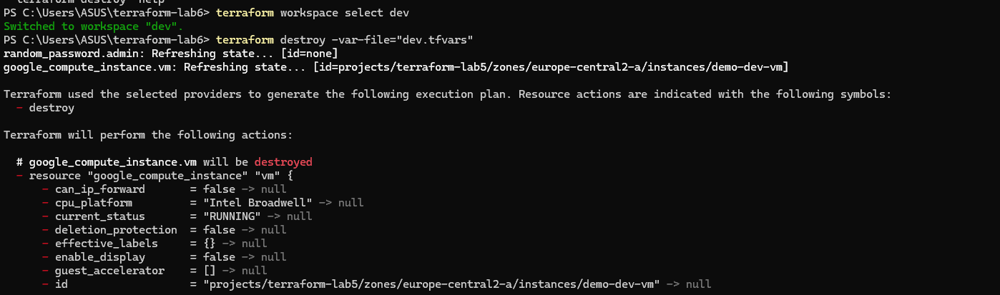 terraform destroy -help
PS C:\Users\ASUS\terraform-lab6> terraform workspace select dev
Switched to workspace "dev".
PS C:\Users\ASUS\terraform-lab6> terraform destroy -var-file="dev.tfvars"
random_password.admin: Refreshing state... [id=none]
google_compute_instance.vm: Refreshing state... [id=projects/terraform-lab5/zones/europe-central2-a/instances/demo-dev-vm]
Terraform used the selected providers to generate the following execution plan. Resource actions are indicated with the following symbols:
- destroy
Terraform will perform the following actions:
# google_compute_instance.vm will be destroyed
- resource "google_compute_instance" "vm" {
- can_ip_forward = false -> null
- cpu_platform = "Intel Broadwell" -> null
- current_status = "RUNNING" -> null
- deletion_protection = false -> null
- effective_labels = {} -> null
- enable_display = false -> null
- guest_accelerator = [] -> null
- id = "projects/terraform-lab5/zones/europe-central2-a/instances/demo-dev-vm" -> null